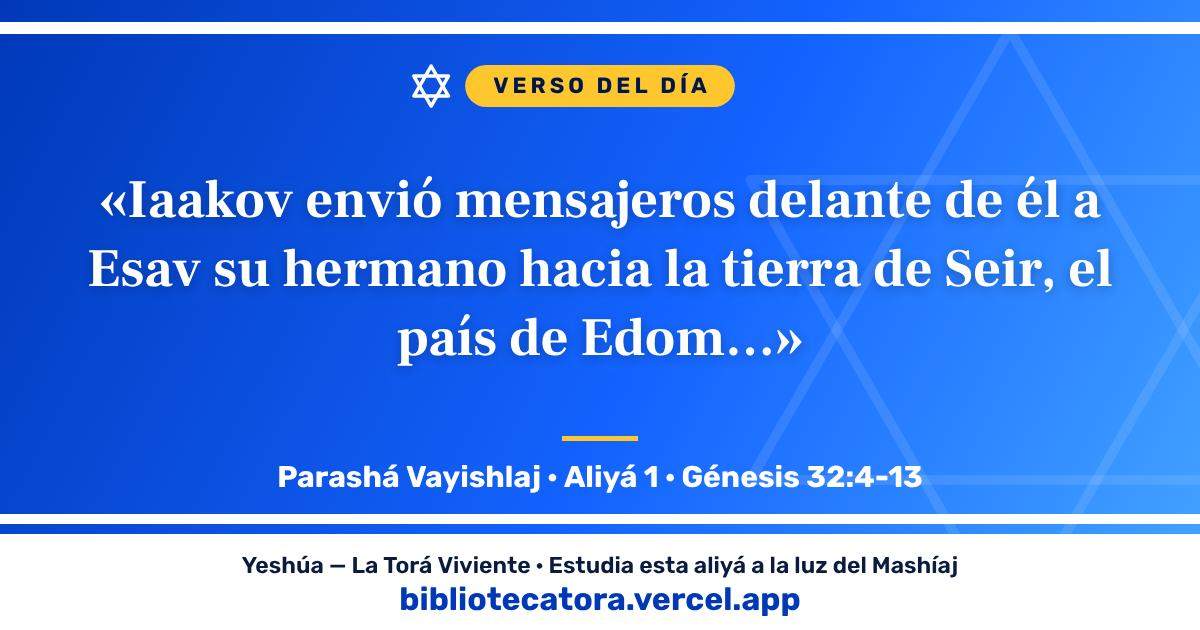 VERSO DEL DÍA
«Iaakov envió mensajeros delante de él a
Esav su hermano hacia la tierra de Seir, el
país de Edom...»
Parashá Vayishlaj • Aliyá 1 • Génesis 32:4-13
Yeshúa — La Torá Viviente • Estudia esta aliyá a la luz del Mashíaj
bibliotecatora.vercel.app